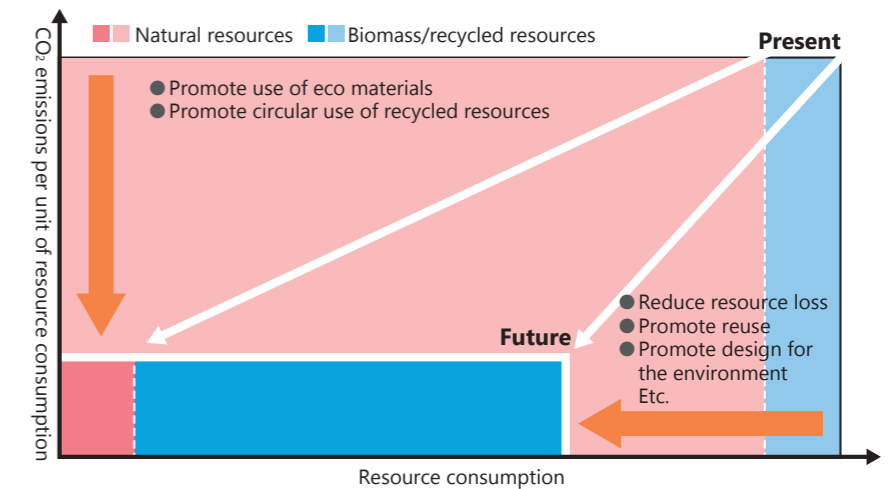 CO₂ emissions per unit of resource consumption
Natural resources
Biomass/recycled resources
Present
● Promote use of eco materials
● Promote circular use of recycled resources
Future
● Reduce resource loss
● Promote reuse
● Promote design for
the environment
Etc.
Resource consumption